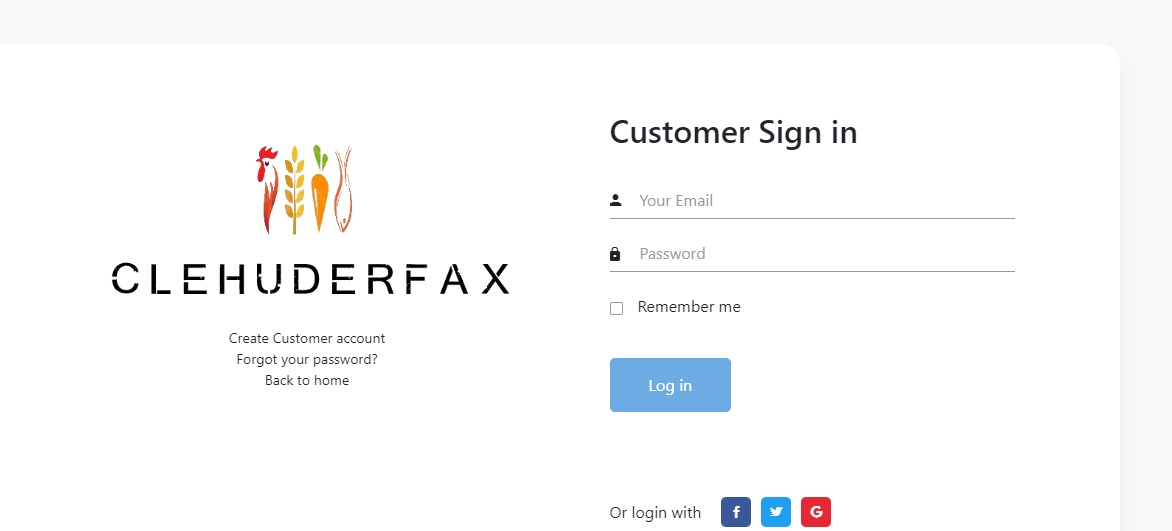 CLEHUDERFAX
Create Customer account
Forgot your password?
Back to home
Customer Sign in
Your Email
Password
Remember me
Log in
Or login with